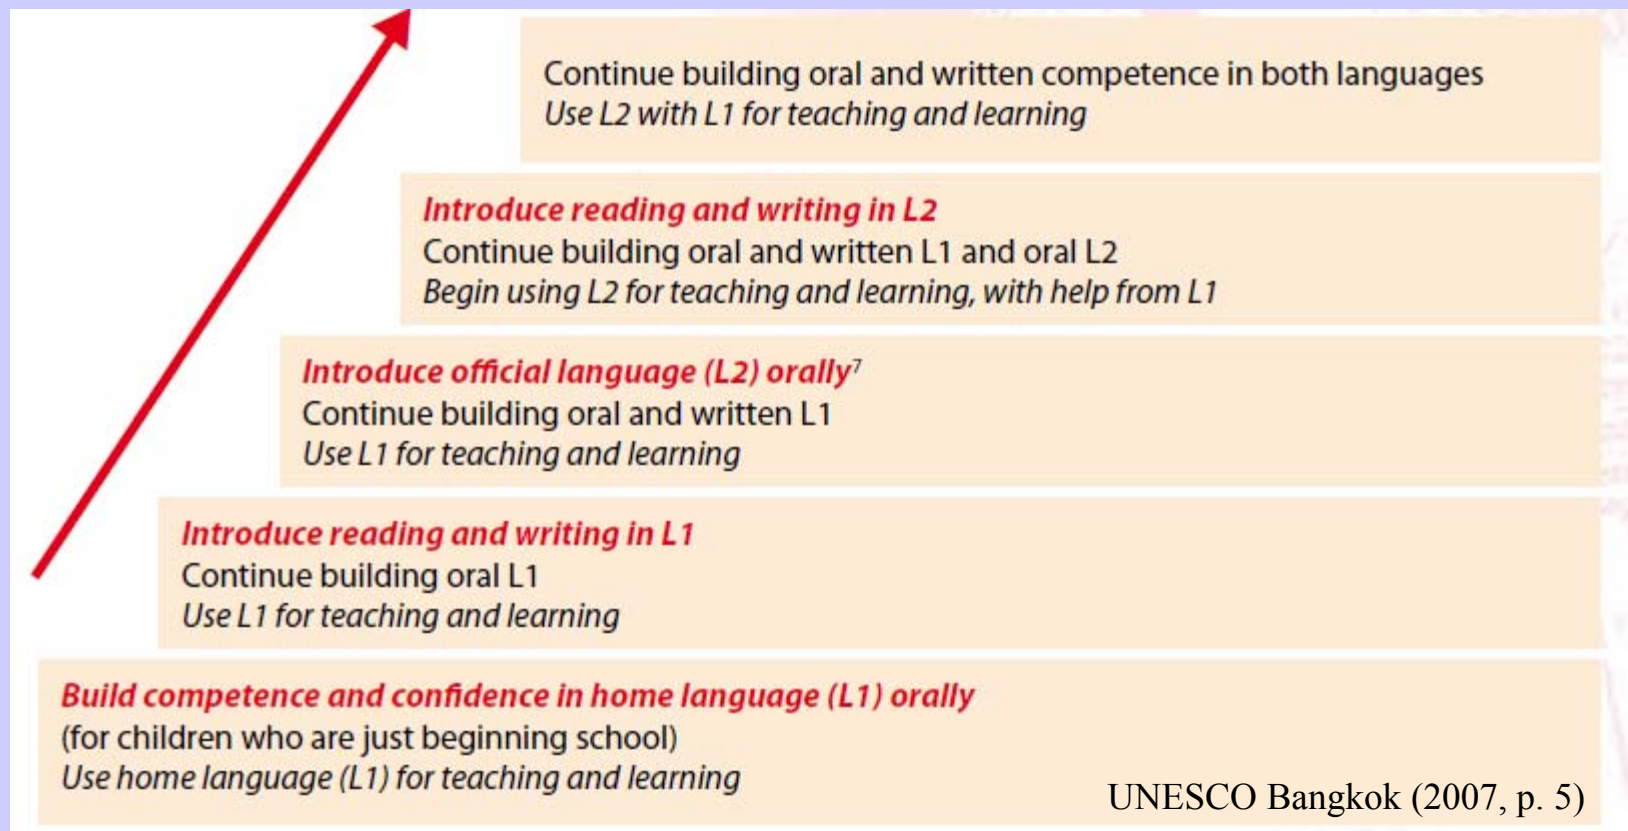 Continue building oral and written competence in both languages
Use L2 with L1 for teaching and learning
Introduce reading and writing in L2
Continue building oral and written L1 and oral L2
Begin using L2 for teaching and learning, with help from L1
Introduce official language (L2) orally7
Continue building oral and written L1
Use L1 for teaching and learning
Introduce reading and writing in L1
Continue building oral L1
Use L1 for teaching and learning
Build competence and confidence in home language (L1) orally
(for children who are just beginning school)
Use home language (L1) for teaching and learning
UNESCO Bangkok (2007, p. 5)